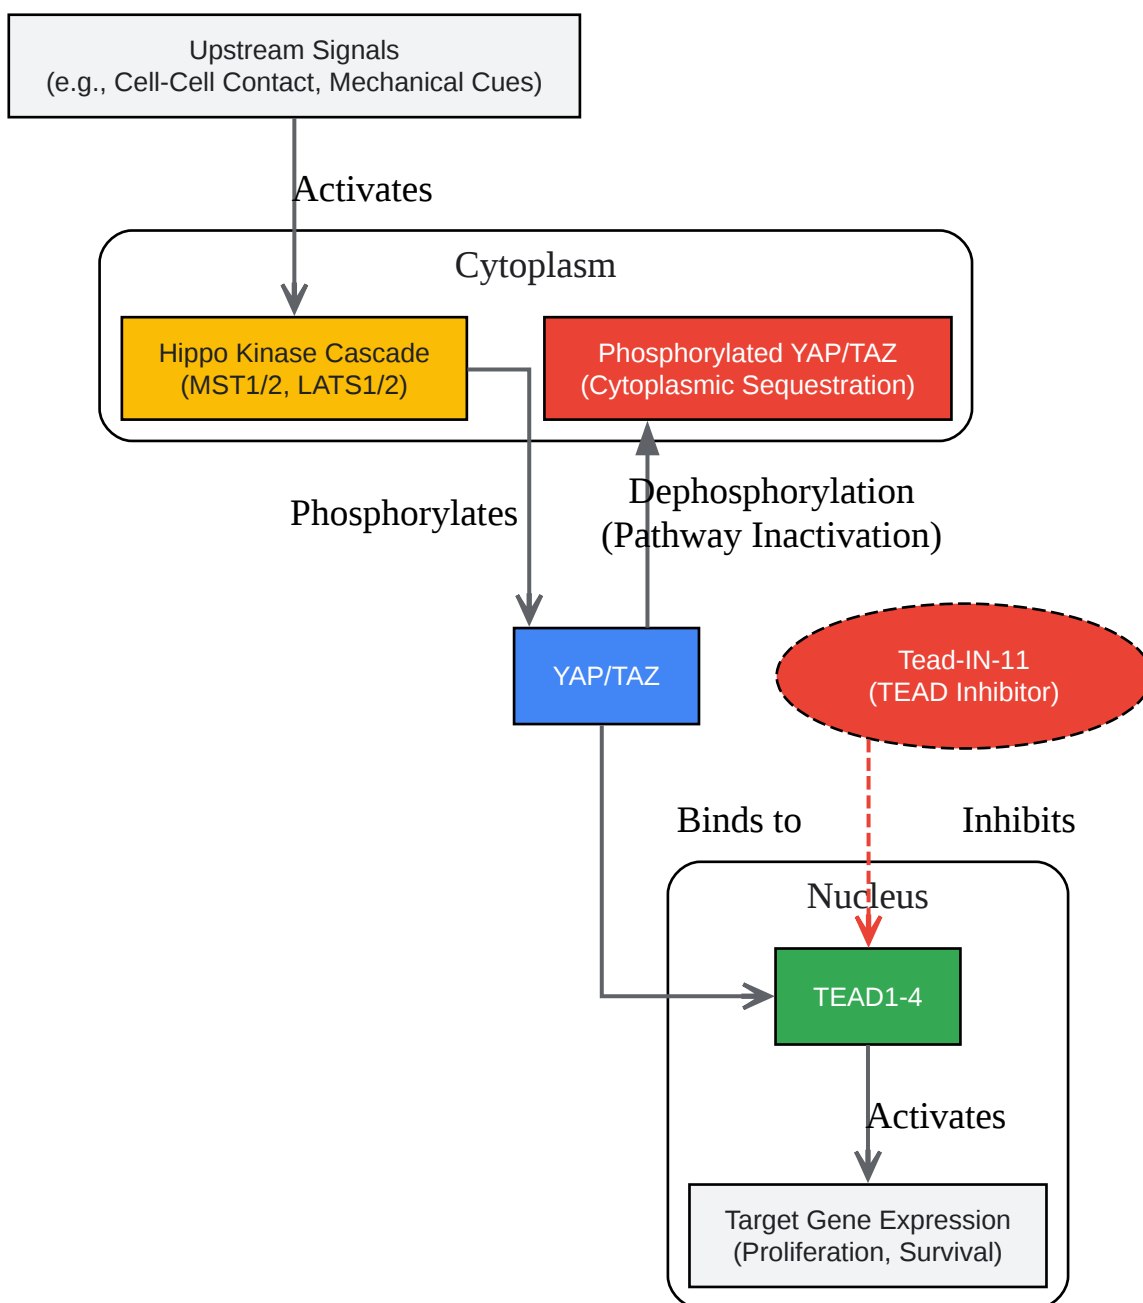 Upstream Signals
(e.g., Cell-Cell Contact, Mechanical Cues)
Activates
Cytoplasm
Hippo Kinase Cascade
(MST1/2, LATS1/2)
Phosphorylated YAP/TAZ
(Cytoplasmic Sequestration)
Phosphorylates
Dephosphorylation
(Pathway Inactivation)
YAP/TAZ
Tead-IN-11
(TEAD Inhibitor)
Binds to
Inhibits
Nucleus
TEAD1-4
Activates
Target Gene Expression
(Proliferation, Survival)